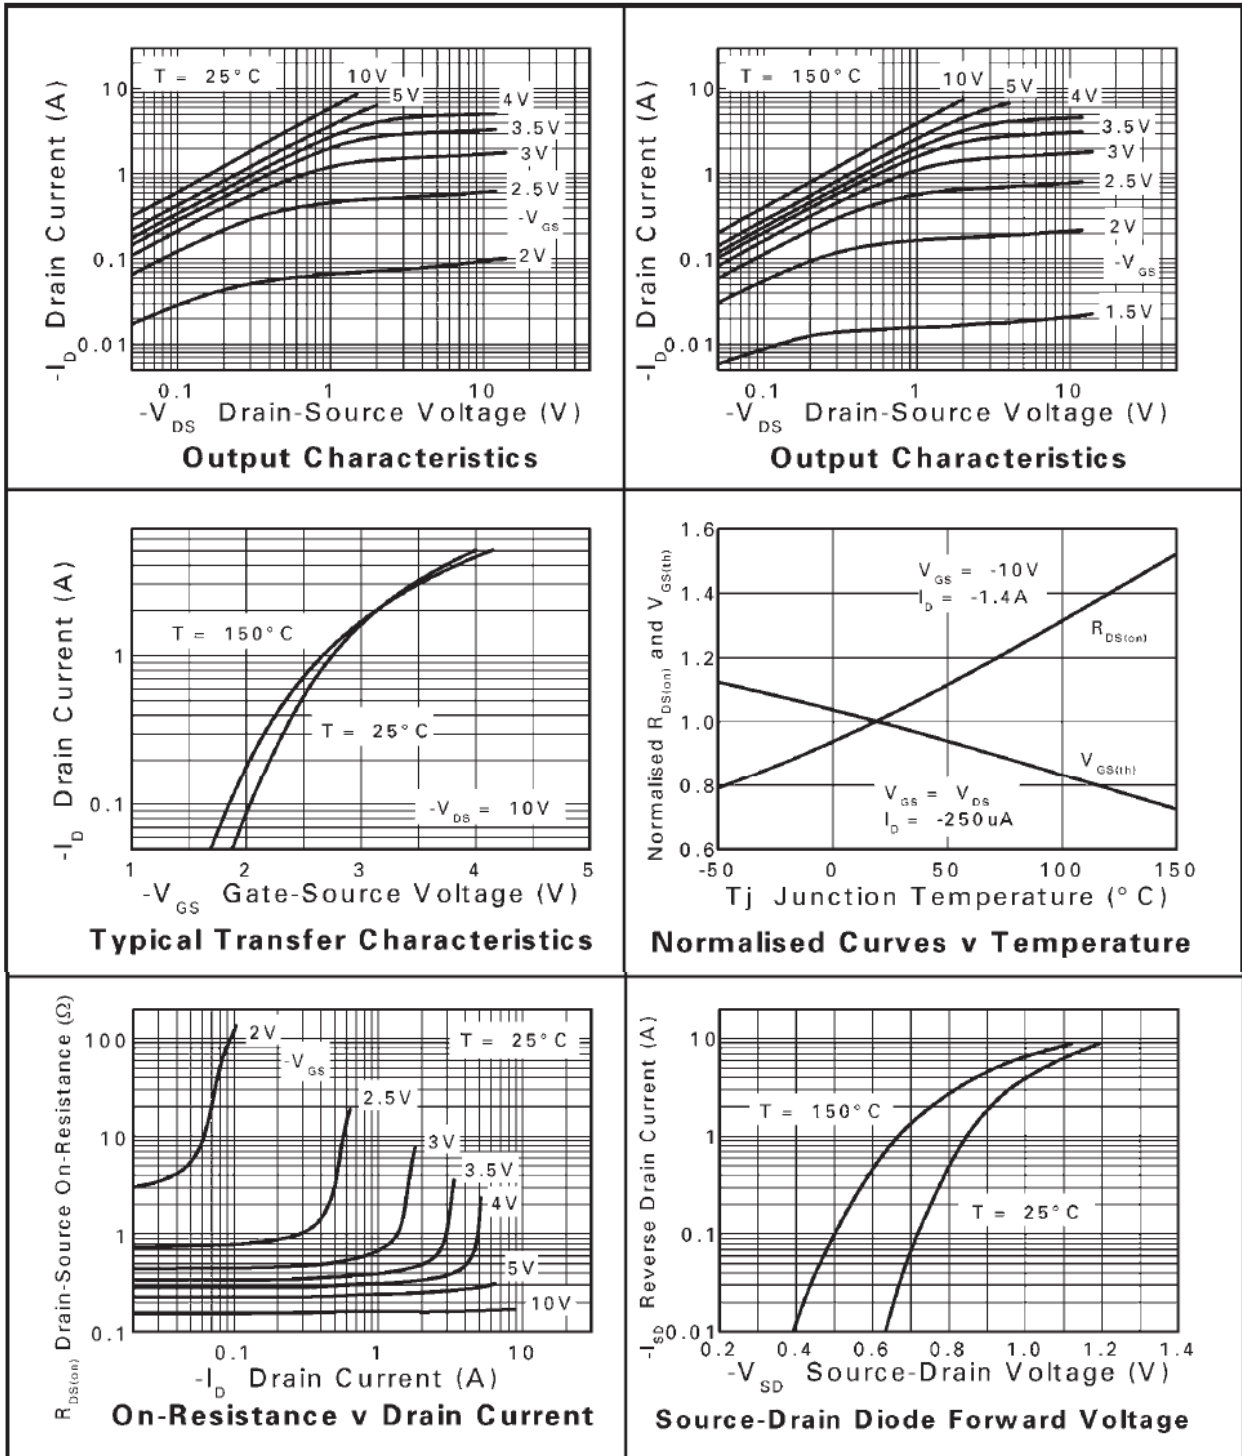 -I_D Drain Current (A)
T = 25°C
10V
5V
4V
3.5V
3V
2.5V
-V_GS
2V
10
1
0.1
0.01
0.1 1 10
-V_DS Drain-Source Voltage (V)
Output Characteristics
-I_D Drain Current (A)
T = 150°C
10V
5V
4V
3.5V
3V
2.5V
2V
-V_GS
1.5V
10
1
0.1
0.01
0.1 1 10
-V_DS Drain-Source Voltage (V)
Output Characteristics
-I_D Drain Current (A)
T = 150°C
T = 25°C
-V_DS = 10V
1
0.1
1 2 3 4 5
-V_GS Gate-Source Voltage (V)
Typical Transfer Characteristics
Normalised R_DS(on) and V_GS(th)
1.6
1.4
1.2
1.0
0.8
0.6
V_GS = -10V
I_D = -1.4A
R_DS(on)
V_GS(th)
V_GS = V_DS
I_D = -250uA
-50 0 50 100 150
Tj Junction Temperature (°C)
Normalised Curves v Temperature
R_DS(on) Drain-Source On-Resistance (Ω)
100
10
1
0.1
2V
-V_GS
T = 25°C
2.5V
3V
3.5V
4V
5V
10V
0.1 1 10
-I_D Drain Current (A)
On-Resistance v Drain Current
-I_SD Reverse Drain Current (A)
10
1
0.1
0.01
T = 150°C
T = 25°C
0.2 0.4 0.6 0.8 1.0 1.2 1.4
-V_SD Source-Drain Voltage (V)
Source-Drain Diode Forward Voltage